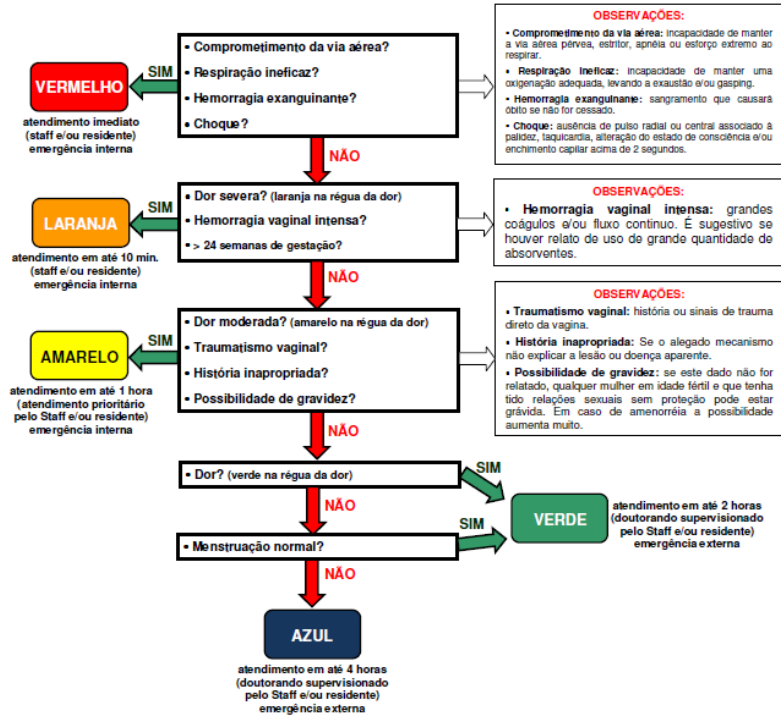 • Comprometimento da via aérea?
• Respiração ineficaz?
• Hemorragia exanguinante?
• Choque?
SIM
VERMELHO
atendimento imediato
(staff e/ou residente)
emergência interna
OBSERVAÇÕES:
• Comprometimento da via aérea: incapacidade de manter
a via aérea pérvea, estritor, apnéia ou esforço extremo ao
respirar.
• Respiração Ineficaz: incapacidade de manter uma
oxigenação adequada, levando a exaustão e/ou gasping.
• Hemorragia exanguinante: sangramento que causará
óbito se não for cessado.
• Choque: ausência de pulso radial ou central associado à
palidez, taquicardia, alteração do estado de consciência e/ou
enchimento capilar acima de 2 segundos.
NÃO
• Dor severa? (laranja na régua da dor)
• Hemorragia vaginal intensa?
• > 24 semanas de gestação?
SIM
LARANJA
atendimento em até 10 min.
(staff e/ou residente)
emergência interna
OBSERVAÇÕES:
• Hemorragia vaginal intensa: grandes
coágulos e/ou fluxo continuo. É sugestivo se
houver relato de uso de grande quantidade de
absorventes.
NÃO
• Dor moderada? (amarelo na régua da dor)
• Traumatismo vaginal?
• História inapropriada?
• Possibilidade de gravidez?
SIM
AMARELO
atendimento em até 1 hora
(atendimento prioritário
pelo Staff e/ou residente)
emergência interna
OBSERVAÇÕES:
• Traumatismo vaginal: história ou sinais de trauma
direto da vagina.
• História inapropriada: Se o alegado mecanismo
não explicar a lesão ou doença aparente.
• Possibilidade de gravidez: se este dado não for
relatado, qualquer mulher em idade fértil e que tenha
tido relações sexuais sem proteção pode estar
grávida. Em caso de amenorréia a possibilidade
aumenta muito.
NÃO
• Dor? (verde na régua da dor)
SIM
NÃO
• Menstruação normal?
SIM
VERDE
atendimento em até 2 horas
(doutorando supervisionado
pelo Staff e/ou residente)
emergência externa
NÃO
AZUL
atendimento em até 4 horas
(doutorando supervisionado
pelo Staff e/ou residente)
emergência externa